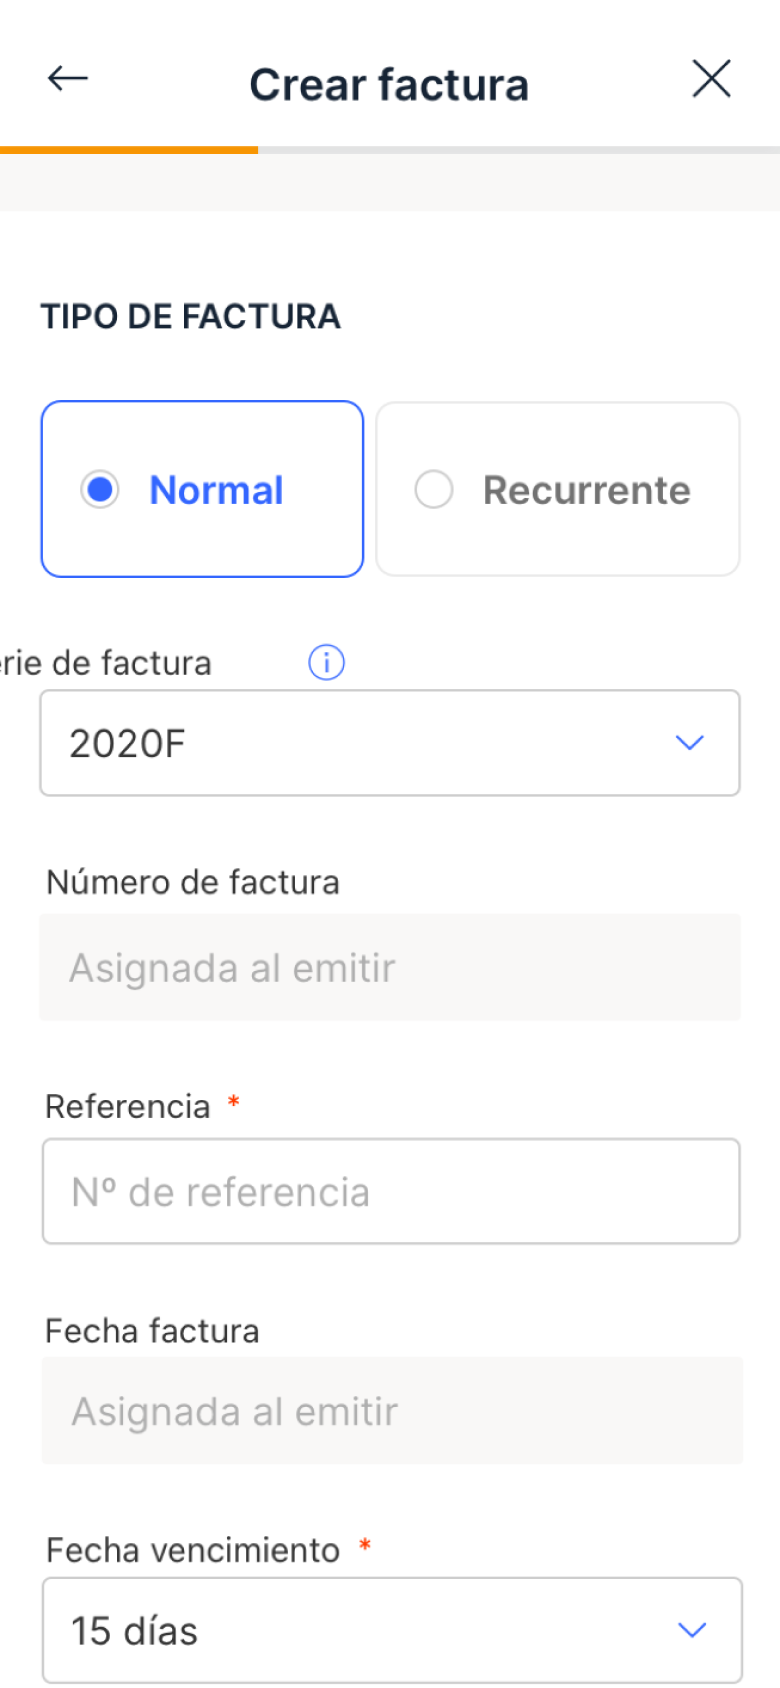 Crear factura
TIPO DE FACTURA
Normal
Recurrente
rie de factura
2020F
Número de factura
Asignada al emitir
Referencia *
Nº de referencia
Fecha factura
Asignada al emitir
Fecha vencimiento *
15 días